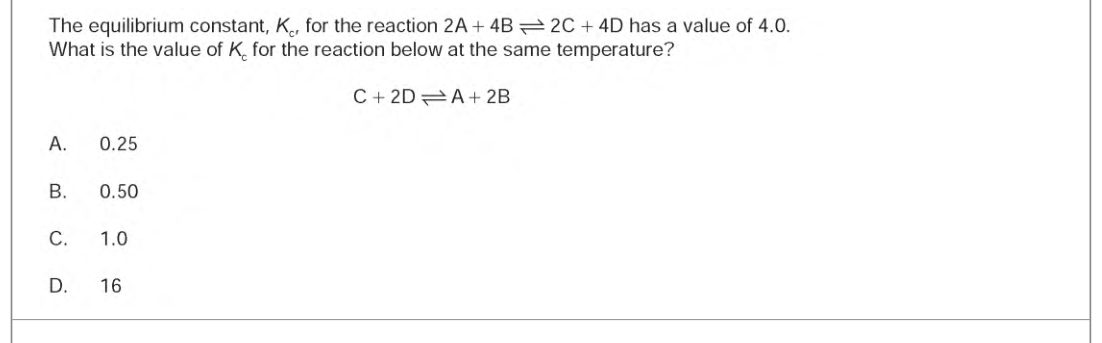 The equilibrium constant, Kc, for the reaction 2A + 4B ⇌ 2C + 4D has a value of 4.0.
What is the value of Kc for the reaction below at the same temperature?
C + 2D ⇌ A + 2B
A. 0.25
B. 0.50
C. 1.0
D. 16